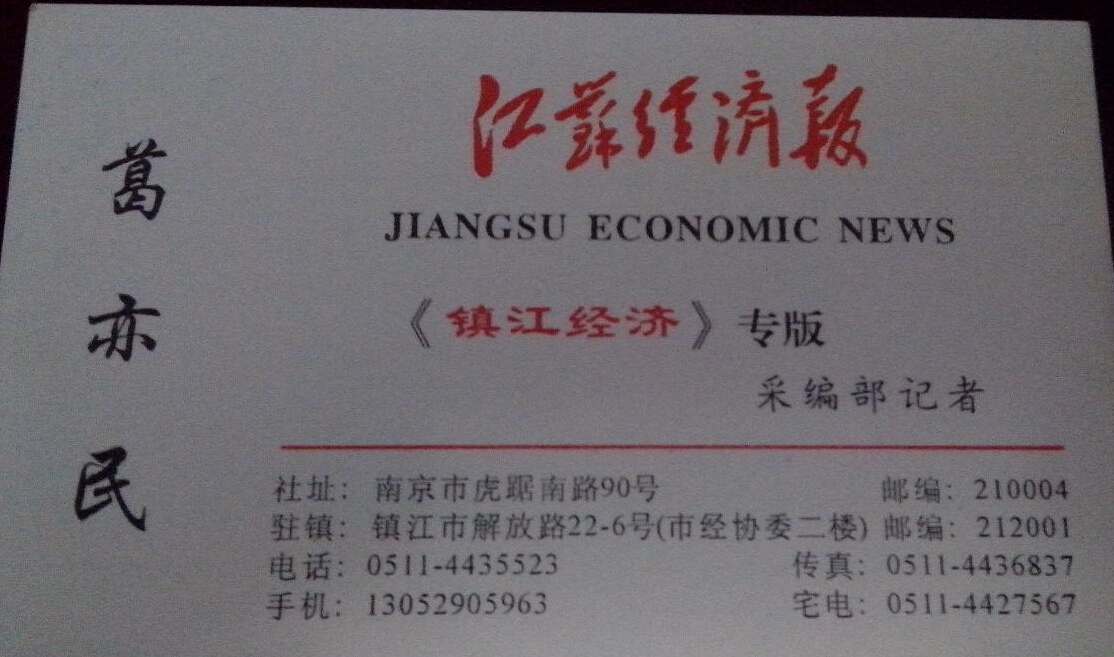 葛亦民
江蘇經濟報
JIANGSU ECONOMIC NEWS
《镇江经济》专版
采编部记者
社址：南京市虎踞南路90号 邮编：210004
驻镇：镇江市解放路22-6号(市经协委二楼) 邮编：212001
电话：0511-4435523 传真：0511-4436837
手机：13052905963 宅电：0511-4427567